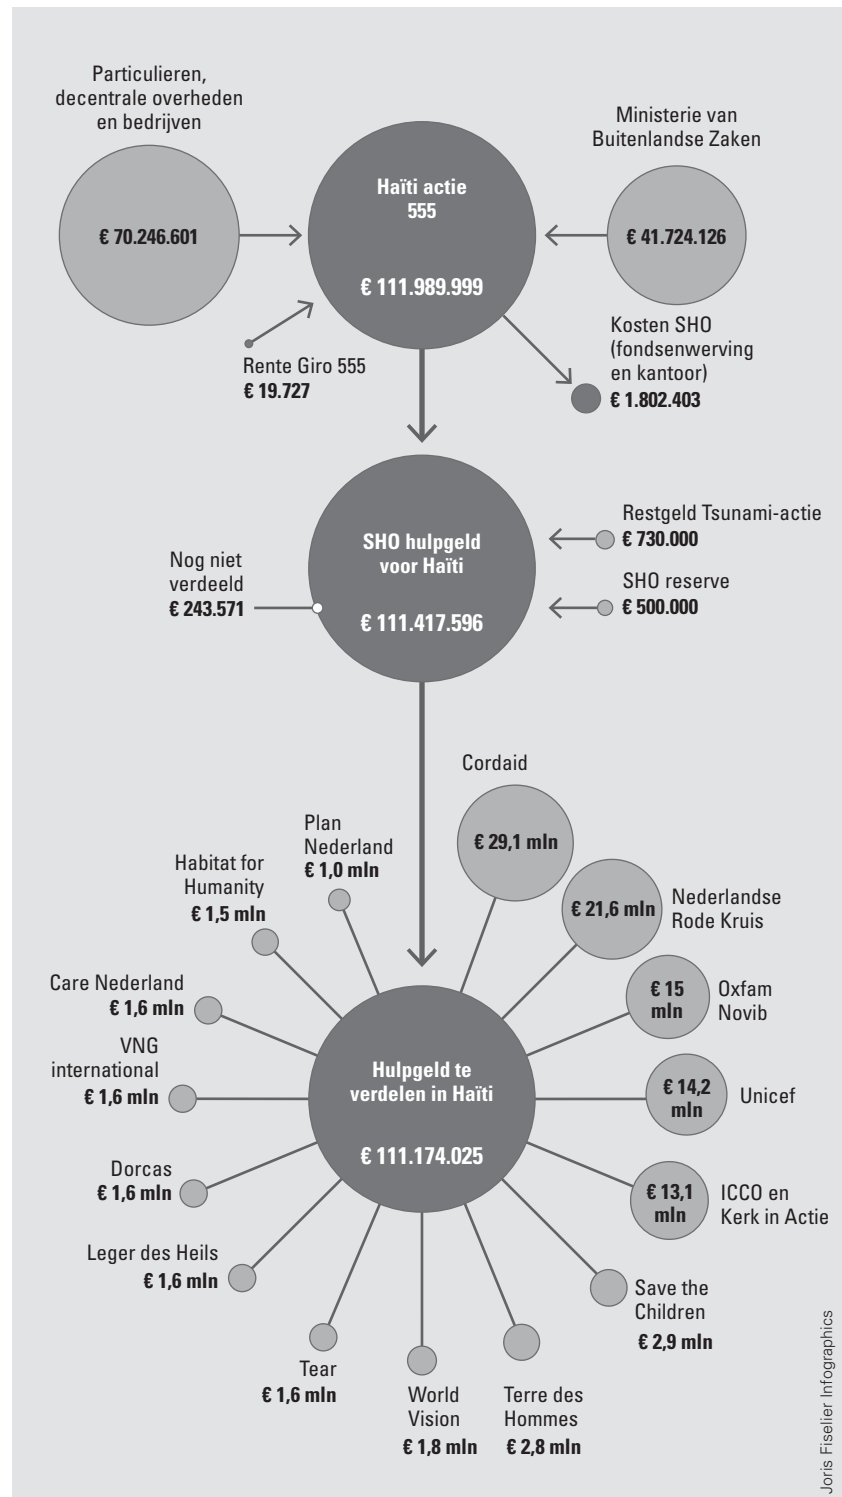 Particulieren,
decentrale overheden
en bedrijven
€ 70.246.601
Haïti actie
555
€ 111.989.999
Ministerie van
Buitenlandse Zaken
€ 41.724.126
Rente Giro 555
€ 19.727
Kosten SHO
(fondsenwerving
en kantoor)
€ 1.802.403
SHO hulpgeld
voor Haïti
€ 111.417.596
Restgeld Tsunami-actie
€ 730.000
SHO reserve
€ 500.000
Nog niet
verdeeld
€ 243.571
Cordaid
€ 29,1 mln
Nederlandse
Rode Kruis
€ 21,6 mln
Oxfam
Novib
€ 15
mln
Unicef
€ 14,2
mln
ICCO en
Kerk in Actie
€ 13,1
mln
Save the
Children
€ 2,9 mln
Terre des
Hommes
€ 2,8 mln
World
Vision
€ 1,8 mln
Tear
€ 1,6 mln
Leger des Heils
€ 1,6 mln
Dorcas
€ 1,6 mln
VNG
international
€ 1,6 mln
Care Nederland
€ 1,6 mln
Habitat for
Humanity
€ 1,5 mln
Plan
Nederland
€ 1,0 mln
Hulpgeld te
verdelen in Haïti
€ 111.174.025
Joris Fiselier Infographics